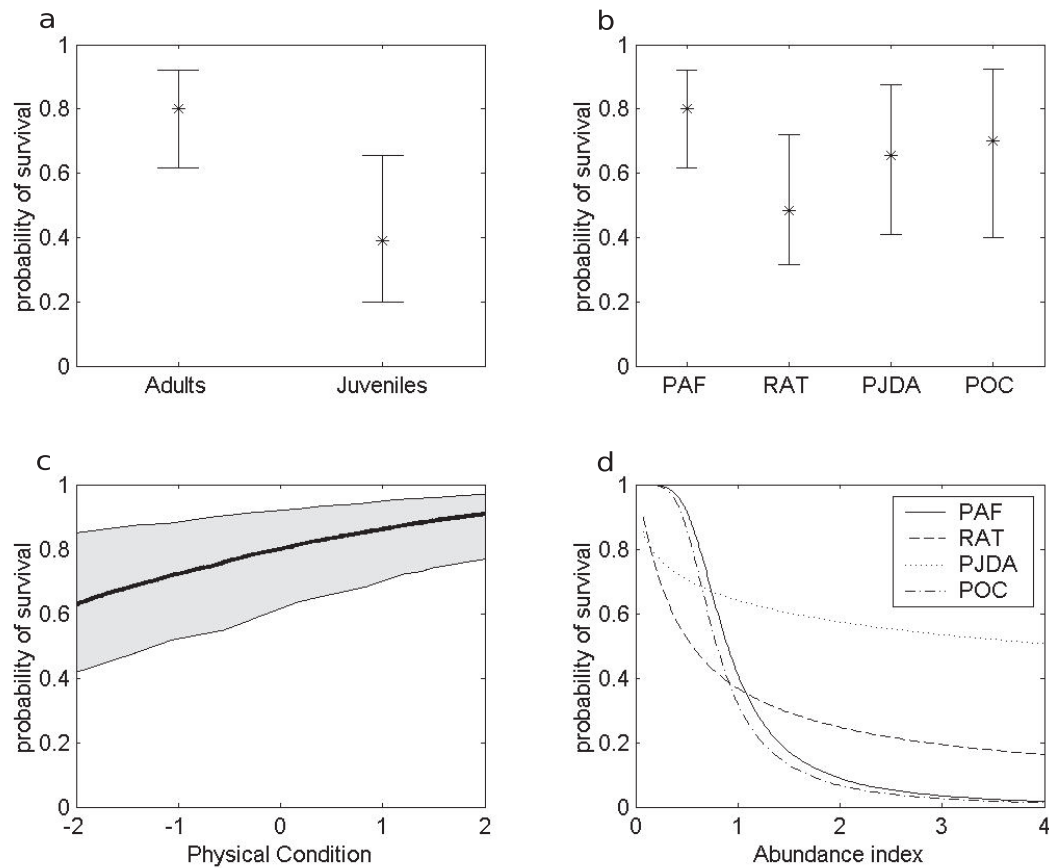 a
probability of survival
1
0.8
0.6
0.4
0.2
0
Adults Juveniles
b
probability of survival
1
0.8
0.6
0.4
0.2
0
PAF RAT PJDA POC
c
probability of survival
1
0.8
0.6
0.4
0.2
0
-2 -1 0 1 2
Physical Condition
d
probability of survival
1
0.8
0.6
0.4
0.2
0
PAF
RAT
PJDA
POC
0 1 2 3 4
Abundance index